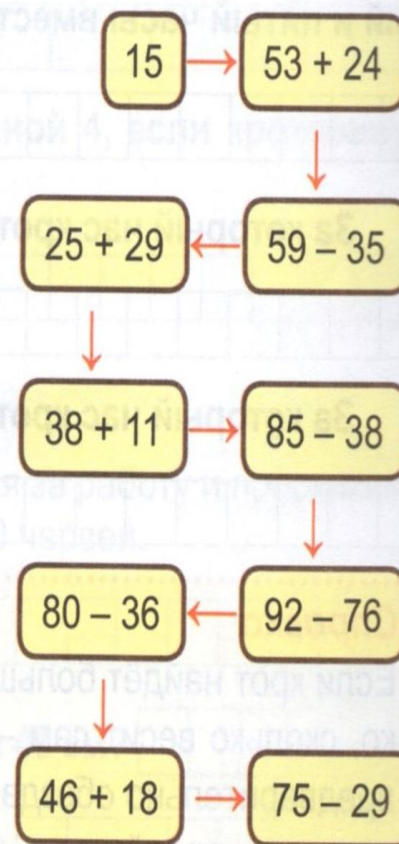 15 → 53 + 24
25 + 29 ← 59 – 35
38 + 11 → 85 – 38
80 – 36 ← 92 – 76
46 + 18 → 75 – 29